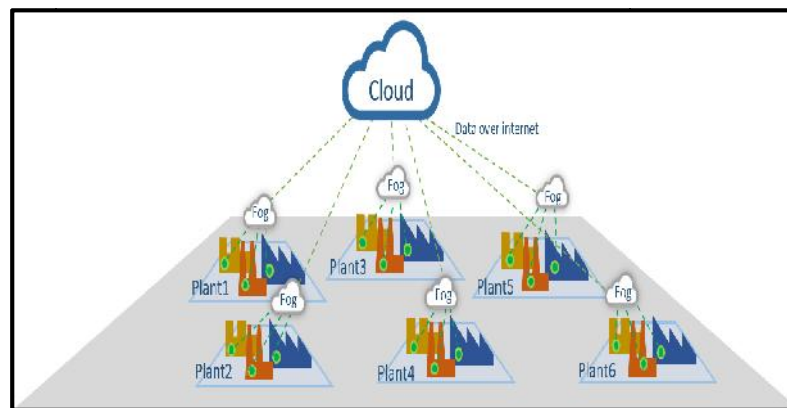 Cloud
Data over internet
Fog
Fog
Fog
Plant1
Plant3
Plant5
Fog
Fog
Fog
Plant2
Plant4
Plant6